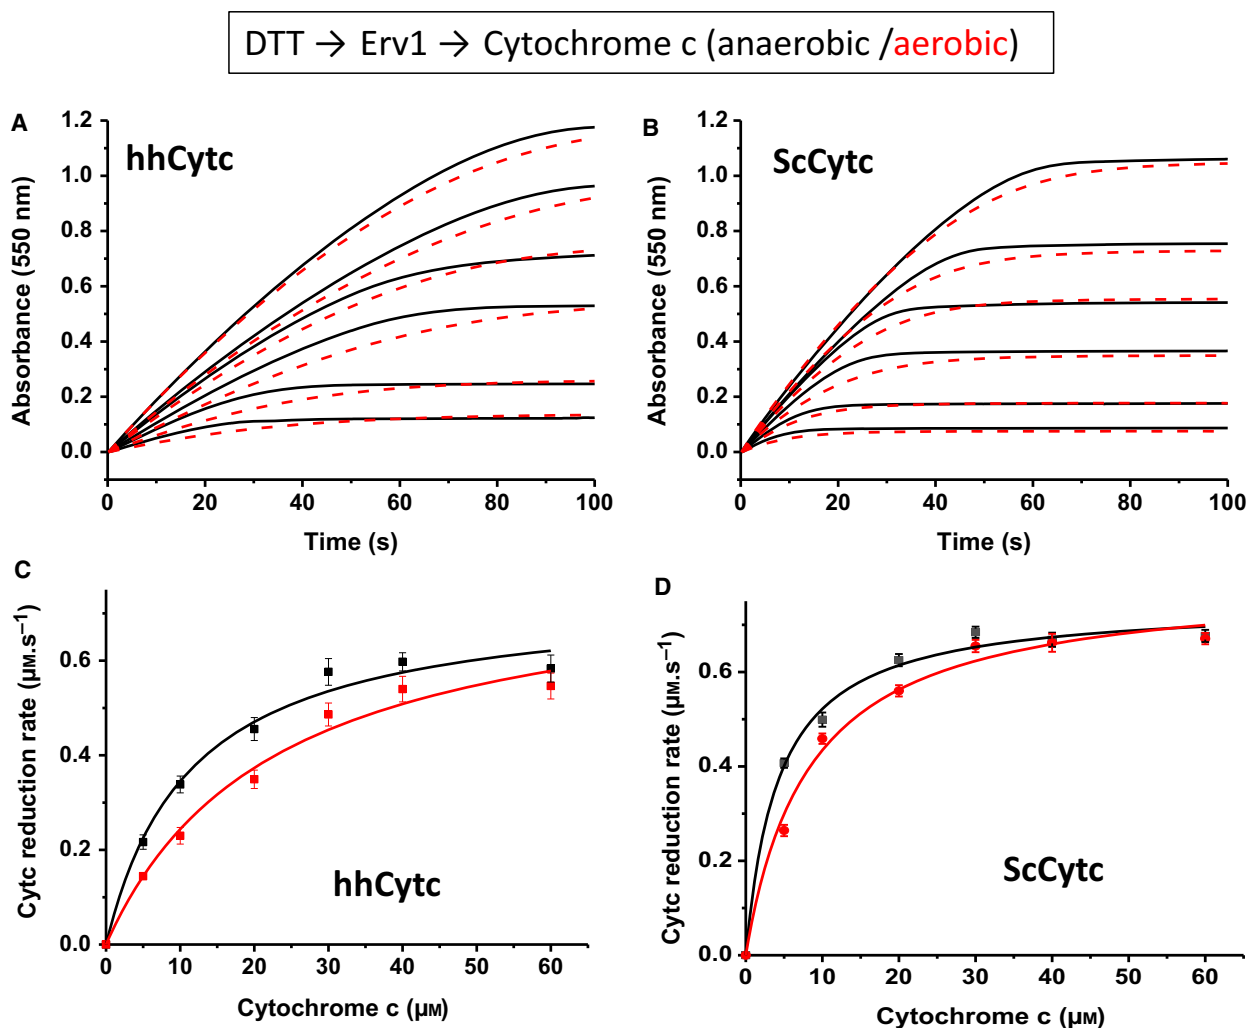 DTT → Erv1 → Cytochrome c (anaerobic /aerobic)
A
hhCytc
Absorbance (550 nm)
1.2
1.0
0.8
0.6
0.4
0.2
0.0
0 20 40 60 80 100
Time (s)
B
ScCytc
Absorbance (550 nm)
1.2
1.0
0.8
0.6
0.4
0.2
0.0
0 20 40 60 80 100
Time (s)
C
Cytc reduction rate (μM.s⁻¹)
0.6
0.4
0.2
0.0
hhCytc
0 10 20 30 40 50 60
Cytochrome c (μM)
D
Cytc reduction rate (μM.s⁻¹)
0.6
0.4
0.2
0.0
ScCytc
0 10 20 30 40 50 60
Cytochrome c (μM)